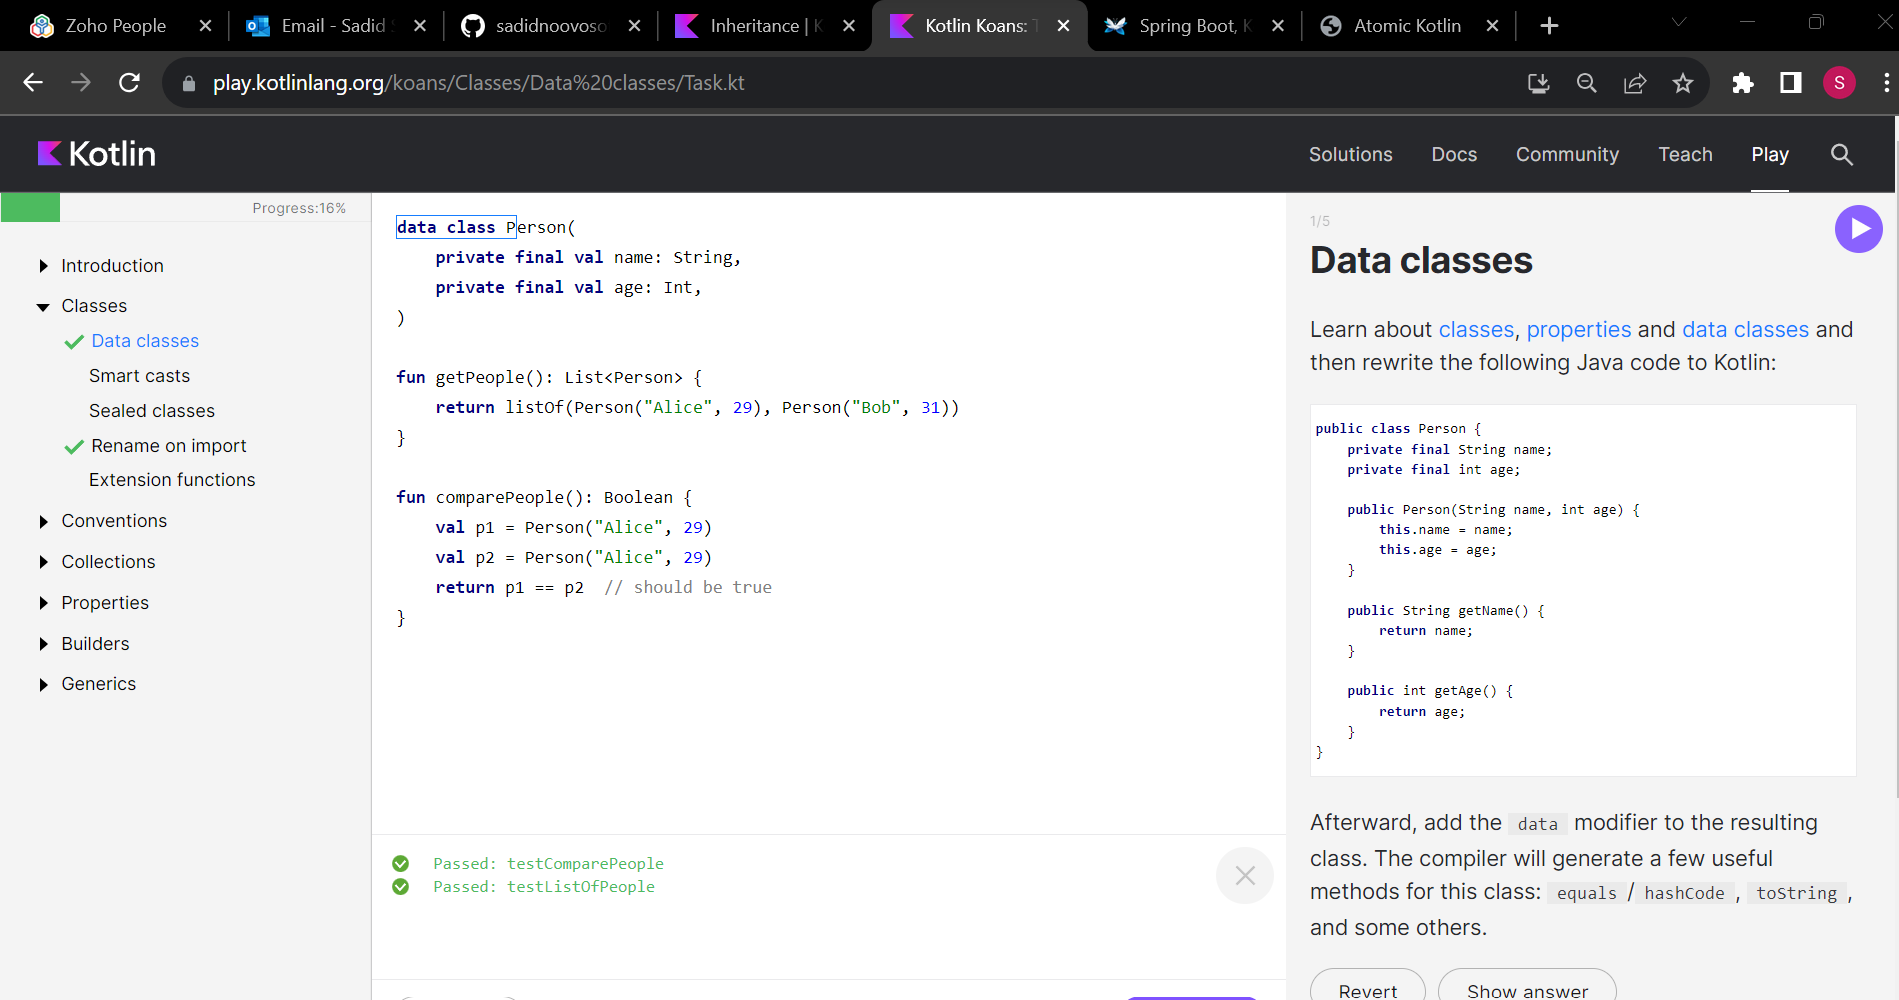 Zoho People
Email - Sadid
sadidnoovoso
Inheritance | K
Kotlin Koans: T
Spring Boot, K
Atomic Kotlin
play.kotlinlang.org/koans/Classes/Data%20classes/Task.kt
S
Kotlin
Solutions
Docs
Community
Teach
Play
Progress:16%
Introduction
Classes
Data classes
Smart casts
Sealed classes
Rename on import
Extension functions
Conventions
Collections
Properties
Builders
Generics
data class Person(
    private final val name: String,
    private final val age: Int,
)
fun getPeople(): List<Person> {
    return listOf(Person("Alice", 29), Person("Bob", 31))
}
fun comparePeople(): Boolean {
    val p1 = Person("Alice", 29)
    val p2 = Person("Alice", 29)
    return p1 == p2  // should be true
}
Passed: testComparePeople
Passed: testListOfPeople
1/5
Data classes
Learn about classes, properties and data classes and
then rewrite the following Java code to Kotlin:
public class Person {
    private final String name;
    private final int age;
    public Person(String name, int age) {
        this.name = name;
        this.age = age;
    }
    public String getName() {
        return name;
    }
    public int getAge() {
        return age;
    }
}
Afterward, add the data modifier to the resulting
class. The compiler will generate a few useful
methods for this class: equals / hashCode , toString ,
and some others.
Revert
Show answer